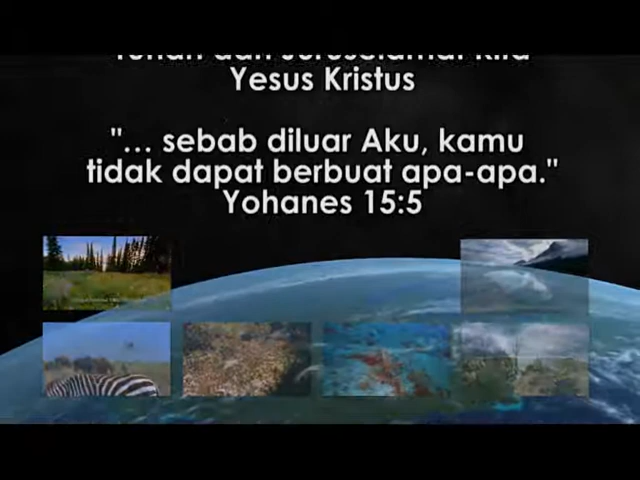 Yesus Kristus
"... sebab diluar Aku, kamu
tidak dapat berbuat apa-apa."
Yohanes 15:5